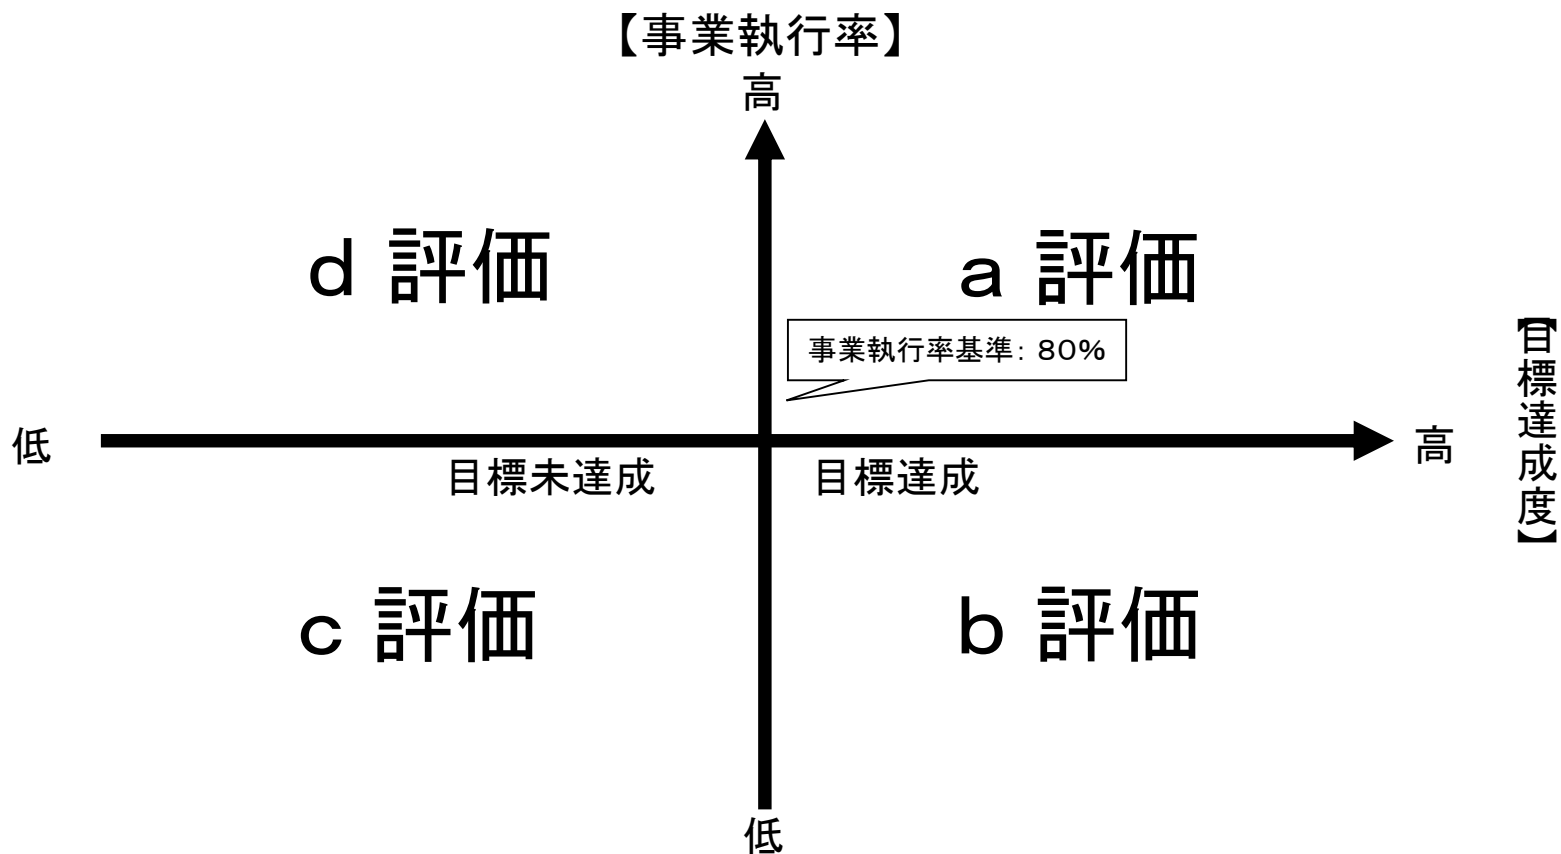 【事業執行率】
高
d 評価
a 評価
事業執行率基準: 80%
【目標達成度】
低
高
目標未達成
目標達成
c 評価
b 評価
低